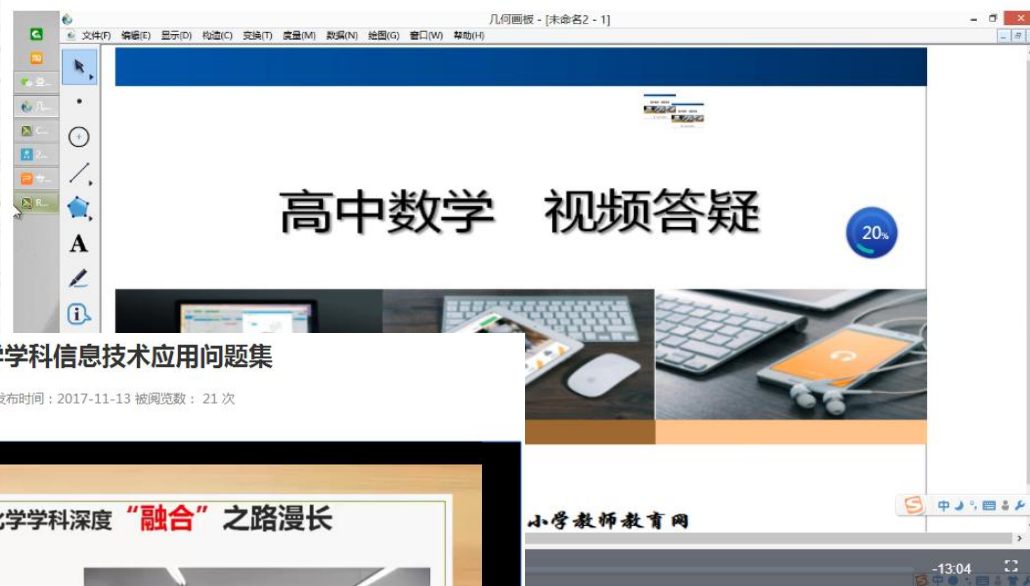 几何画板 - [未命名2 - 1]
文件(F) 编辑(E) 显示(D) 构造(C) 变换(T) 度量(M) 数据(N) 绘图(G) 窗口(W) 帮助(H)
高中数学 视频答疑
20%
A
学科信息技术应用问题集
发布时间：2017-11-13 被阅览数： 21 次
学学科深度 “融合” 之路漫长
小学教师教育网
中
-13:04
中